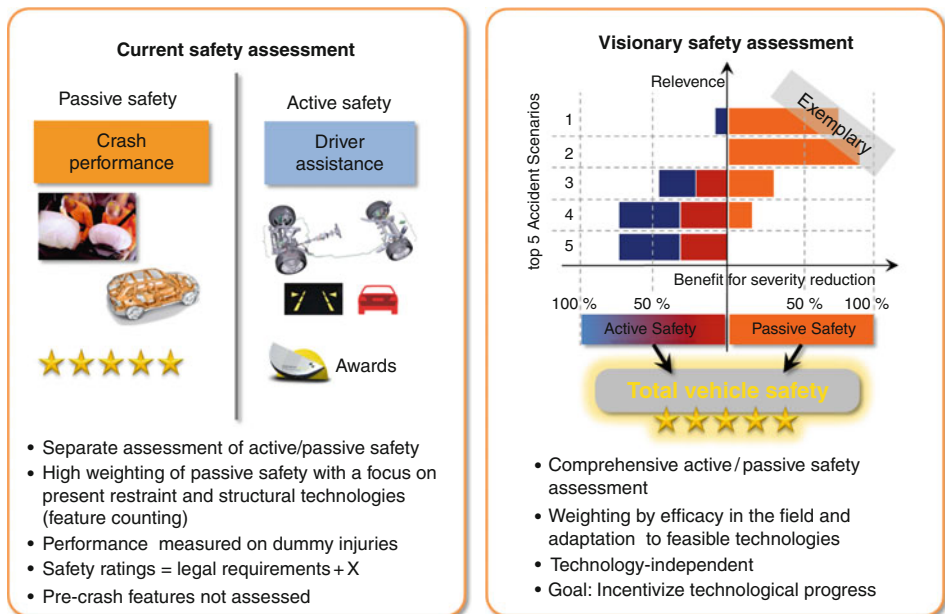 Current safety assessment
Passive safety
Active safety
Crash
performance
Driver
assistance
Awards
• Separate assessment of active/passive safety
• High weighting of passive safety with a focus on
present restraint and structural technologies
(feature counting)
• Performance measured on dummy injuries
• Safety ratings = legal requirements + X
• Pre-crash features not assessed
Visionary safety assessment
Relevence
Exemplary
top 5 Accident Scenarios
1
2
3
4
5
Benefit for severity reduction
100 % 50 % 50 % 100 %
Active Safety
Passive Safety
Total vehicle safety
• Comprehensive active / passive safety
assessment
• Weighting by efficacy in the field and
adaptation to feasible technologies
• Technology-independent
• Goal: Incentivize technological progress